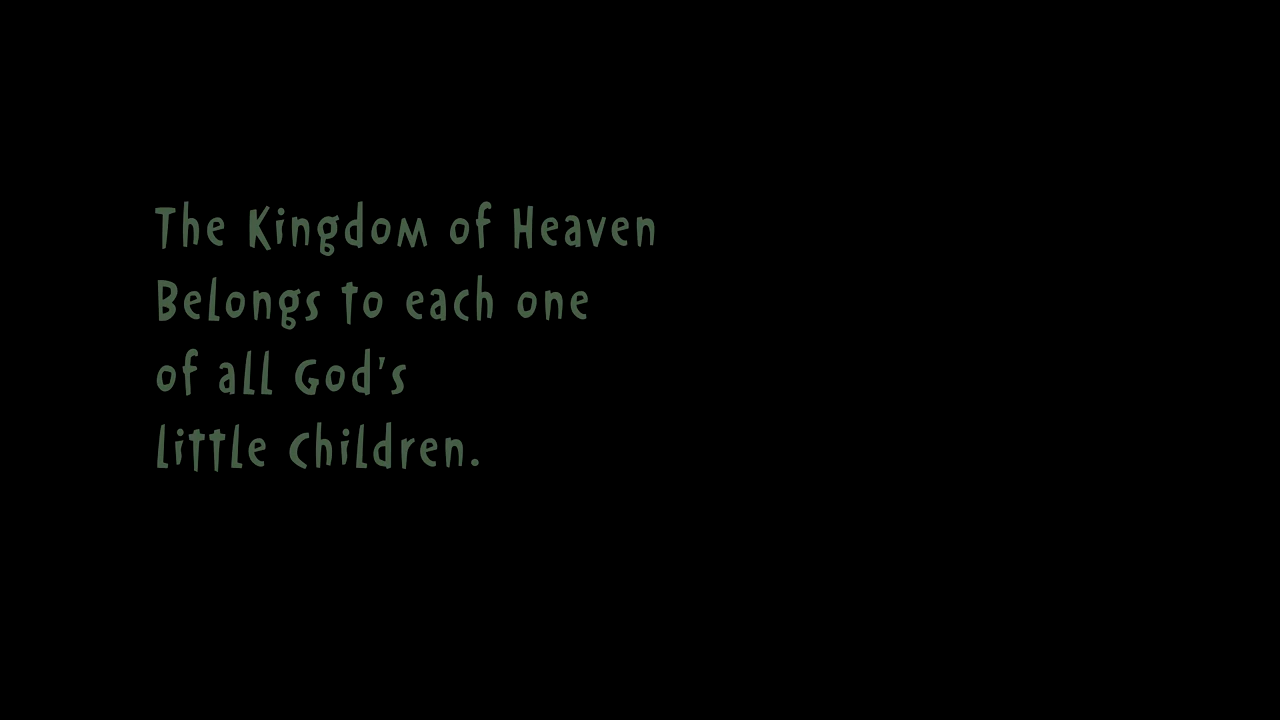 The Kingdom of Heaven
Belongs to each one
of all God's
little Children.